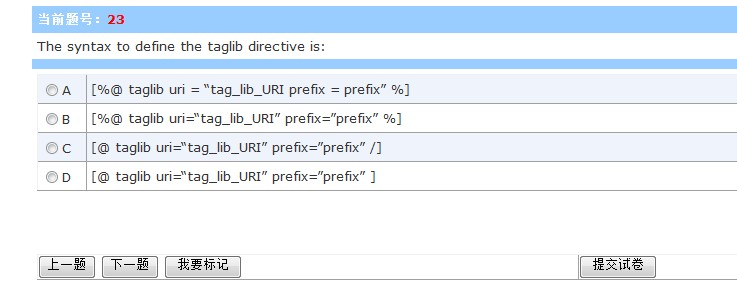 当前题号：23
The syntax to define the taglib directive is:
A [%@ taglib uri = “tag_lib_URI prefix = prefix” %]
B [%@ taglib uri=“tag_lib_URI” prefix=”prefix” %]
C [@ taglib uri=“tag_lib_URI” prefix=”prefix” /]
D [@ taglib uri=“tag_lib_URI” prefix=”prefix” ]
上一题 下一题 我要标记 提交试卷